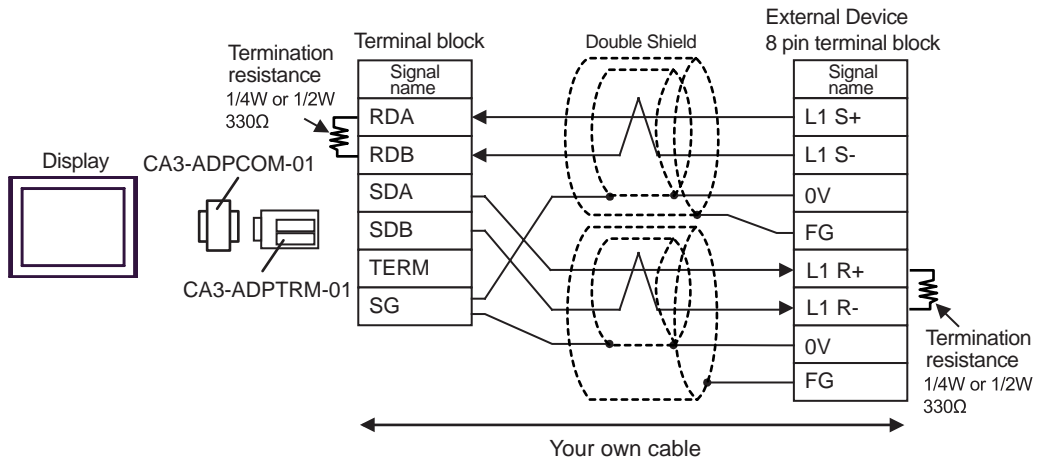 External Device
8 pin terminal block
Terminal block
Double Shield
Termination
resistance
1/4W or 1/2W
330Ω
Signal
name
RDA
RDB
SDA
SDB
TERM
SG
Signal
name
L1 S+
L1 S-
0V
FG
L1 R+
L1 R-
0V
FG
Display
CA3-ADPCOM-01
CA3-ADPTRM-01
Termination
resistance
1/4W or 1/2W
330Ω
Your own cable